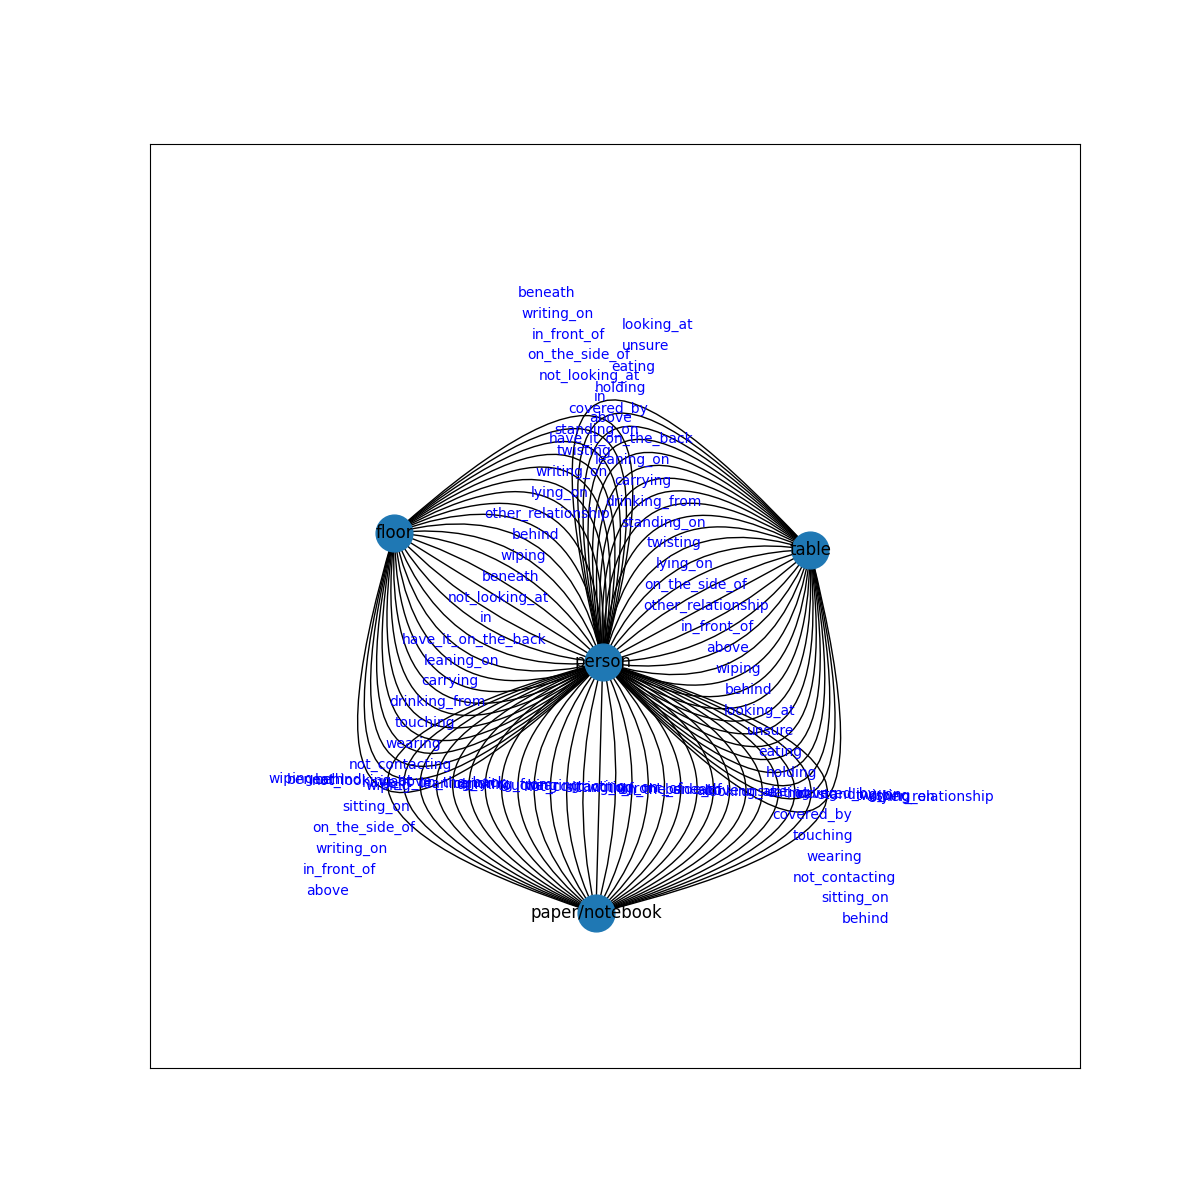 beneath
writing_on
looking_at
in_front_of
unsure
on_the_side_of
eating
not_looking_at
holding
in
covered_by
above
standing_on
have_it_on_the_back
twisting
leaning_on
writing_on
carrying
lying_on
drinking_from
other_relationship
standing_on
floor
behind
twisting
table
wiping
lying_on
beneath
on_the_side_of
not_looking_at
other_relationship
in
in_front_of
have_it_on_the_back
above
person
leaning_on
wiping
carrying
behind
drinking_from
looking_at
touching
unsure
wearing
eating
not_contacting
holding
wiping
other_relationship
sitting_on
covered_by
on_the_side_of
touching
writing_on
wearing
in_front_of
not_contacting
above
sitting_on
paper/notebook
behind